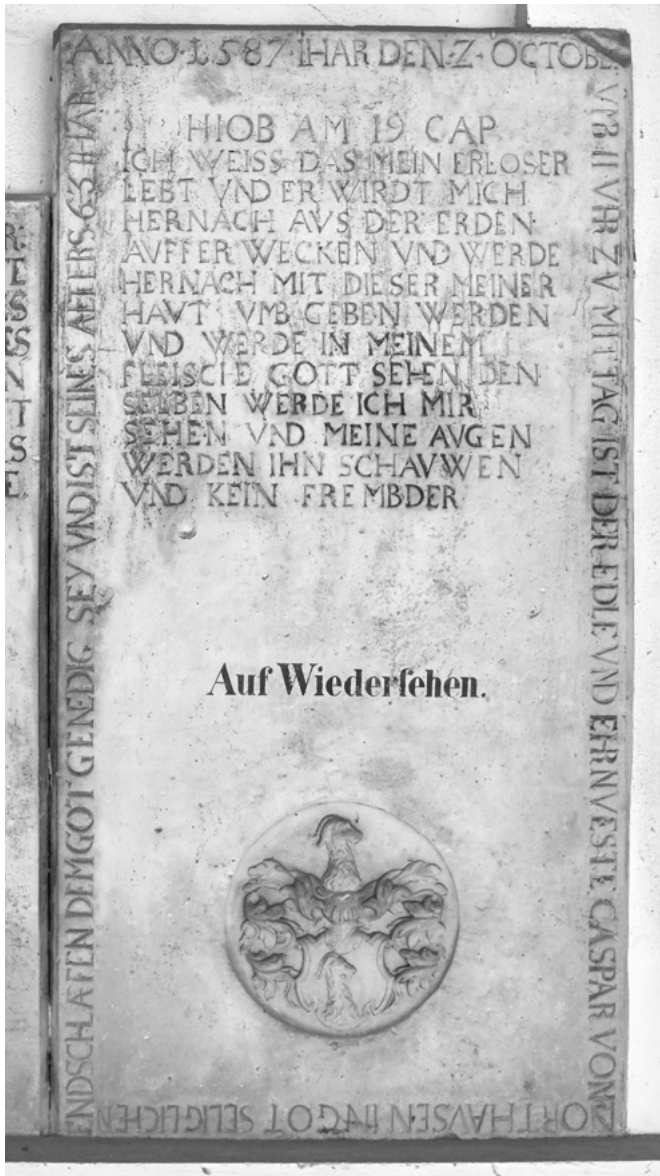 ANNO · 1587 · IHAR DEN · Z · OCTOBE
VMB II VHR ZV MITTAG IST DER EDLE VND ERNVESTE CASPAR VON
NORTHAVSEN IN GOT SELIGLICHEN
ENDSCHLAFEN DEM GOT GENEDIG SEY VND IST SEINES ALTERS 63 IHAR
HIOB AM 19 CAP
ICH WEISS DAS MEIN ERLOSER
LEBT VND ER WIRDT MICH
HERNACH AVS DER ERDEN
AVFFER WECKEN VND WERDE
HERNACH MIT DIESER MEINER
HAVT VMB GEBEN WERDEN
VND WERDE IN MEINEM
FLEISCHE GOTT SEHEN DEN
SELBEN WERDE ICH MIR
SEHEN VND MEINE AVGEN
WERDEN IHN SCHAVWEN
VND KEIN FREMBDER
Auf Wiederſehen.